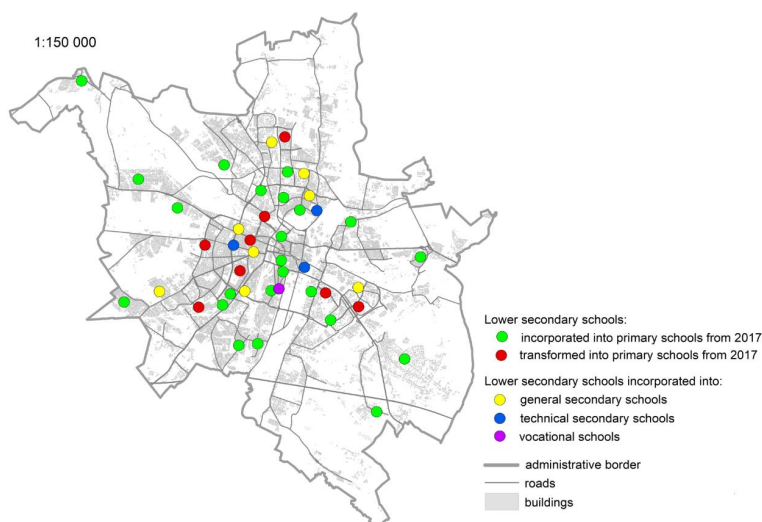 1:150 000
Lower secondary schools:
incorporated into primary schools from 2017
transformed into primary schools from 2017
Lower secondary schools incorporated into:
general secondary schools
technical secondary schools
vocational schools
administrative border
roads
buildings